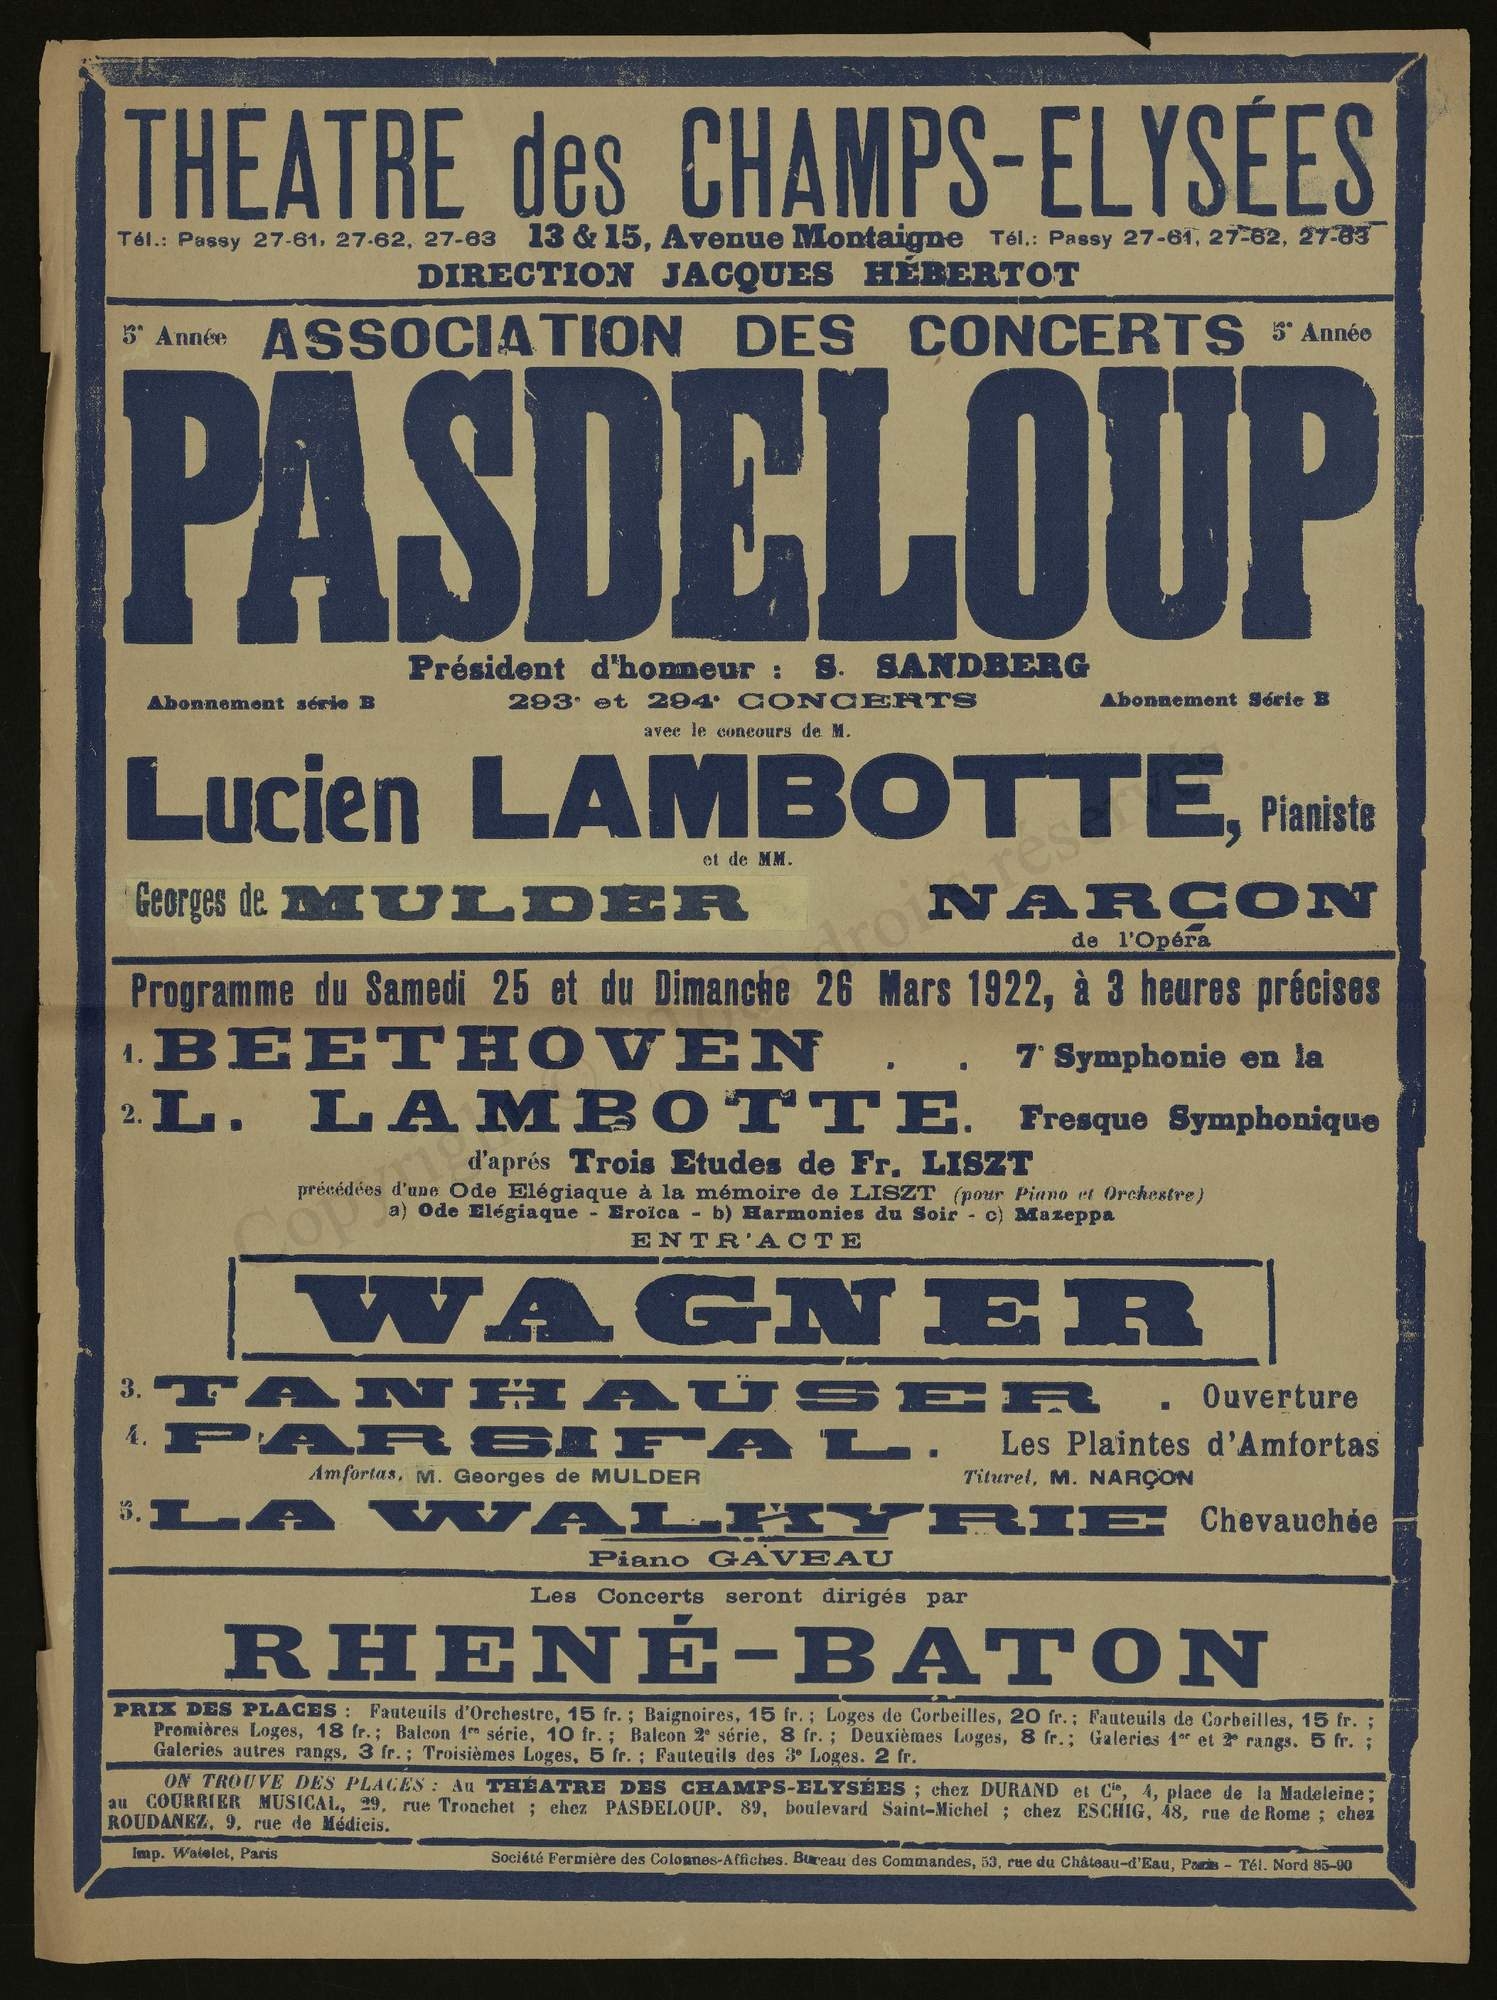 THEATRE des CHAMPS-ELYSÉES
Tél.: Passy 27-61, 27-62, 27-63 13 & 15, Avenue Montaigne Tél.: Passy 27-61, 27-62, 27-63
DIRECTION JACQUES HÉBERTOT
5e Année ASSOCIATION DES CONCERTS 5e Année
PASDELOUP
Président d'honneur : S. SANDBERG
Abonnement série B 293e et 294e CONCERTS Abonnement Série B
avec le concours de M.
Lucien LAMBOTTE, Pianiste
et de MM.
Georges de MULDER NARÇON
de l'Opéra
Programme du Samedi 25 et du Dimanche 26 Mars 1922, à 3 heures précises
1. BEETHOVEN . . 7e Symphonie en la
2. L. LAMBOTTE. Fresque Symphonique
d'aprés Trois Etudes de Fr. LISZT
précédées d'une Ode Elégiaque à la mémoire de LISZT (pour Piano et Orchestre)
a) Ode Elégiaque - Eroïca - b) Harmonies du Soir - c) Mazeppa
ENTR'ACTE
WAGNER
3. TANHAÜSER . Ouverture
4. PARSIFAL. Les Plaintes d'Amfortas
Amfortas, M. Georges de MULDER Titurel, M. NARÇON
5. LA WALKYRIE Chevauchée
Piano GAVEAU
Les Concerts seront dirigés par
RHENÉ-BATON
PRIX DES PLACES : Fauteuils d'Orchestre, 15 fr. ; Baignoires, 15 fr. ; Loges de Corbeilles, 20 fr. ; Fauteuils de Corbeilles, 15 fr. ;
Premières Loges, 18 fr. ; Balcon 1re série, 10 fr. ; Balcon 2e série, 8 fr. ; Deuxièmes Loges, 8 fr. ; Galeries 1er et 2e rangs. 5 fr. ;
Galeries autres rangs, 3 fr. ; Troisièmes Loges, 5 fr. ; Fauteuils des 3e Loges. 2 fr.
ON TROUVE DES PLACES : Au THÉATRE DES CHAMPS-ELYSÉES ; chez DURAND et Cie, 4, place de la Madeleine ;
au COURRIER MUSICAL, 29, rue Tronchet ; chez PASDELOUP. 89, boulevard Saint-Michel ; chez ESCHIG, 48, rue de Rome ; chez
ROUDANEZ, 9, rue de Médicis.
Imp. Watelet, Paris Société Fermière des Colonnes-Affiches. Bureau des Commandes, 53, rue du Château-d'Eau, Paris - Tél. Nord 85-90
Copyright © Tous droits réservés.